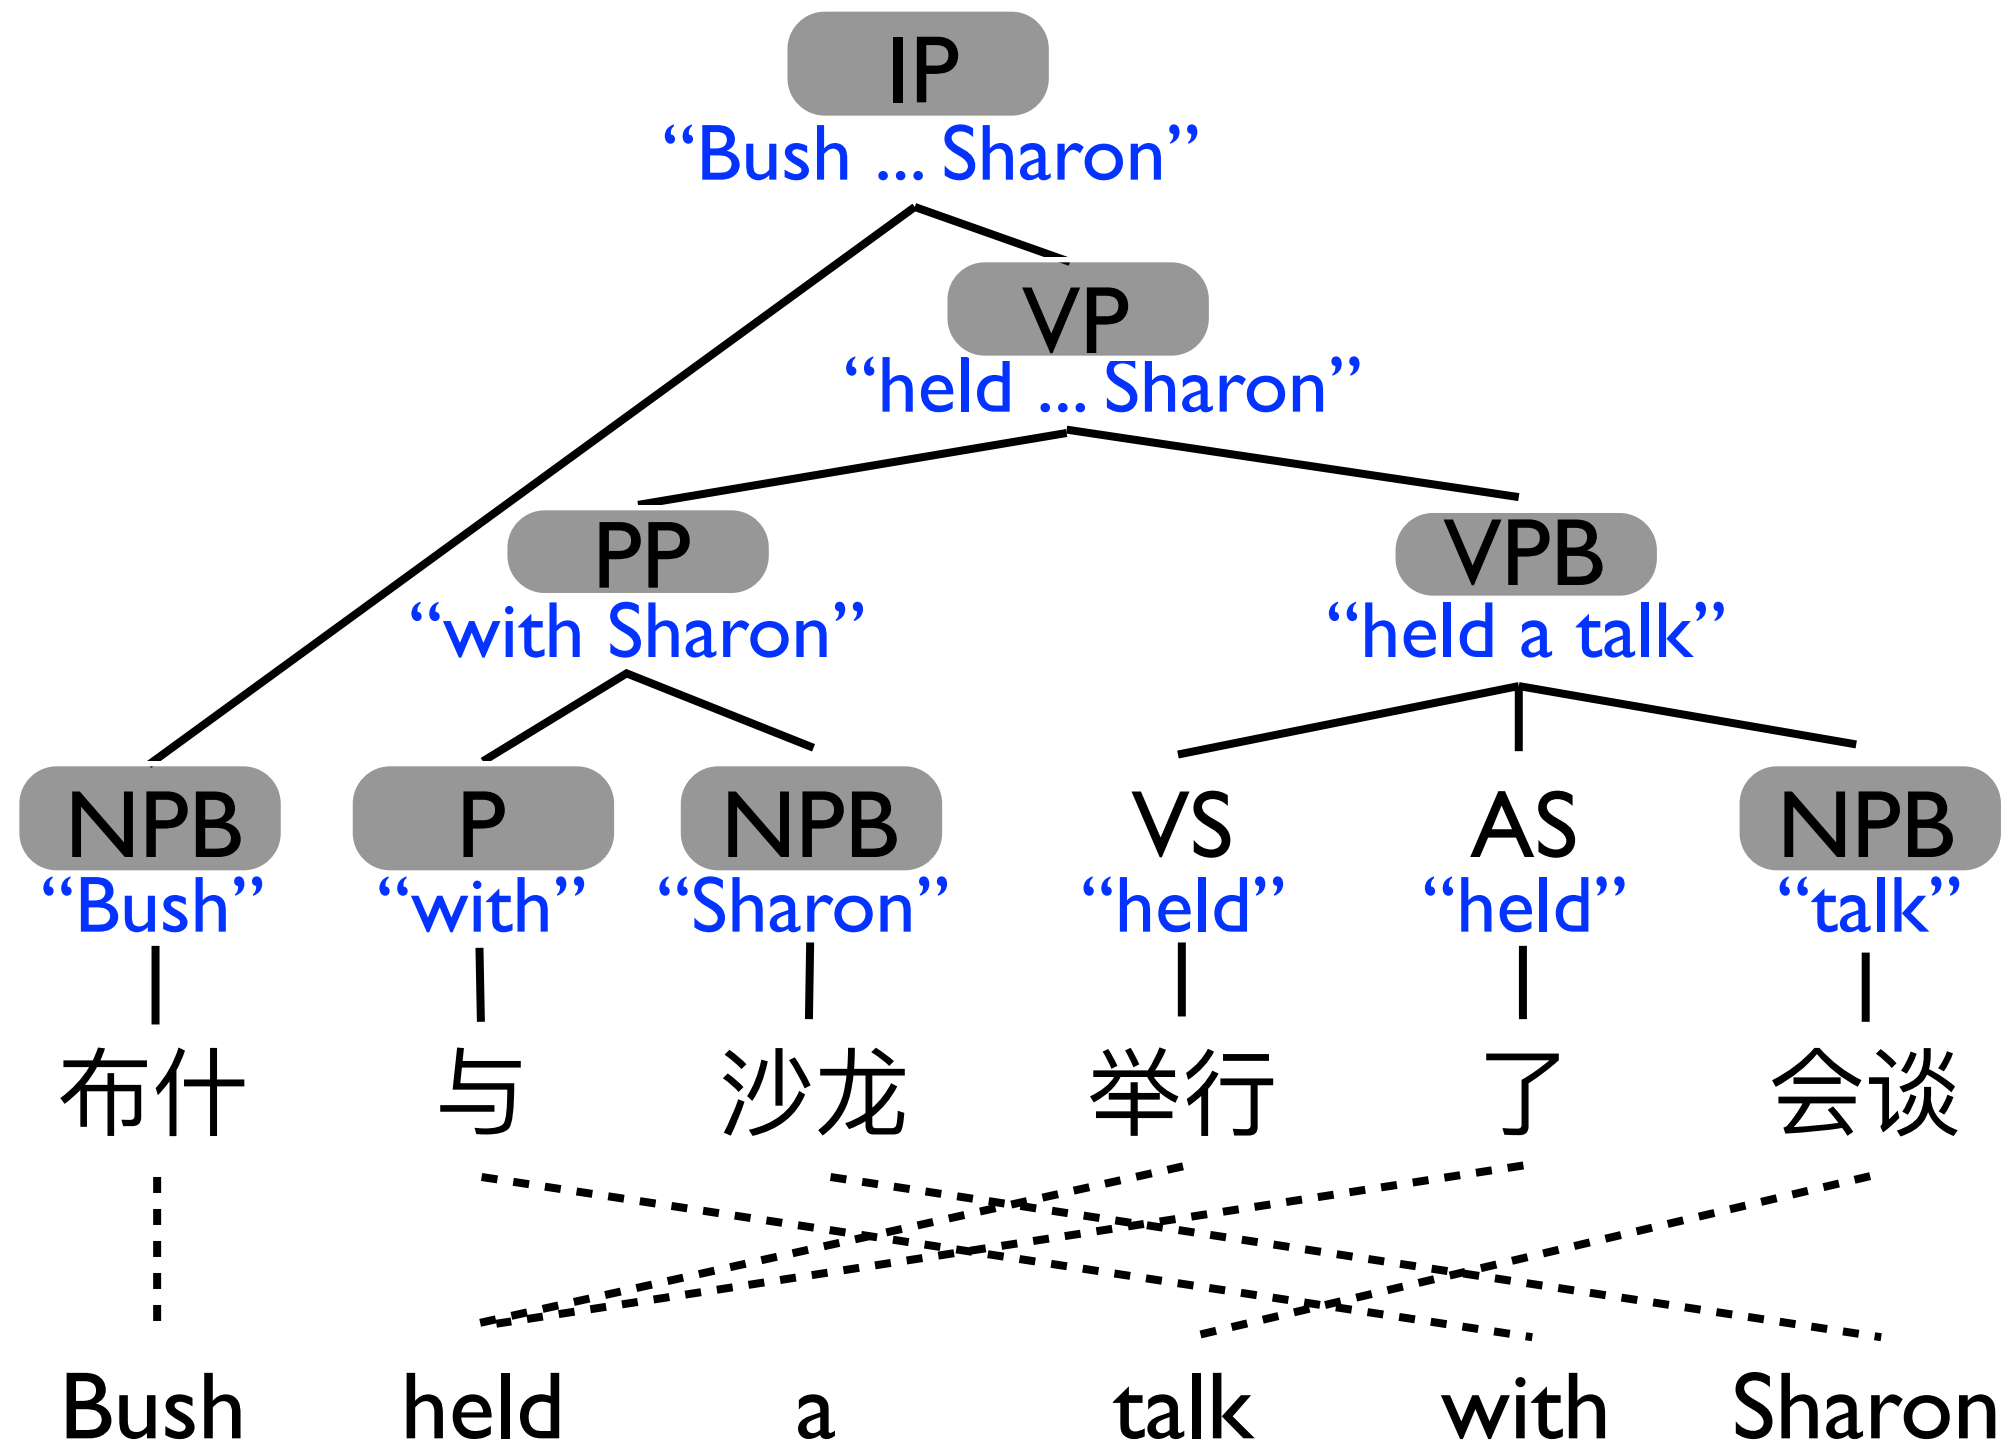 IP
“Bush ... Sharon”
VP
“held ... Sharon”
PP VPB
“with Sharon” “held a talk”
NPB P NPB VS AS NPB
“Bush” “with” “Sharon” “held” “held” “talk”
布什 与 沙龙 举行 了 会谈
Bush held a talk with Sharon